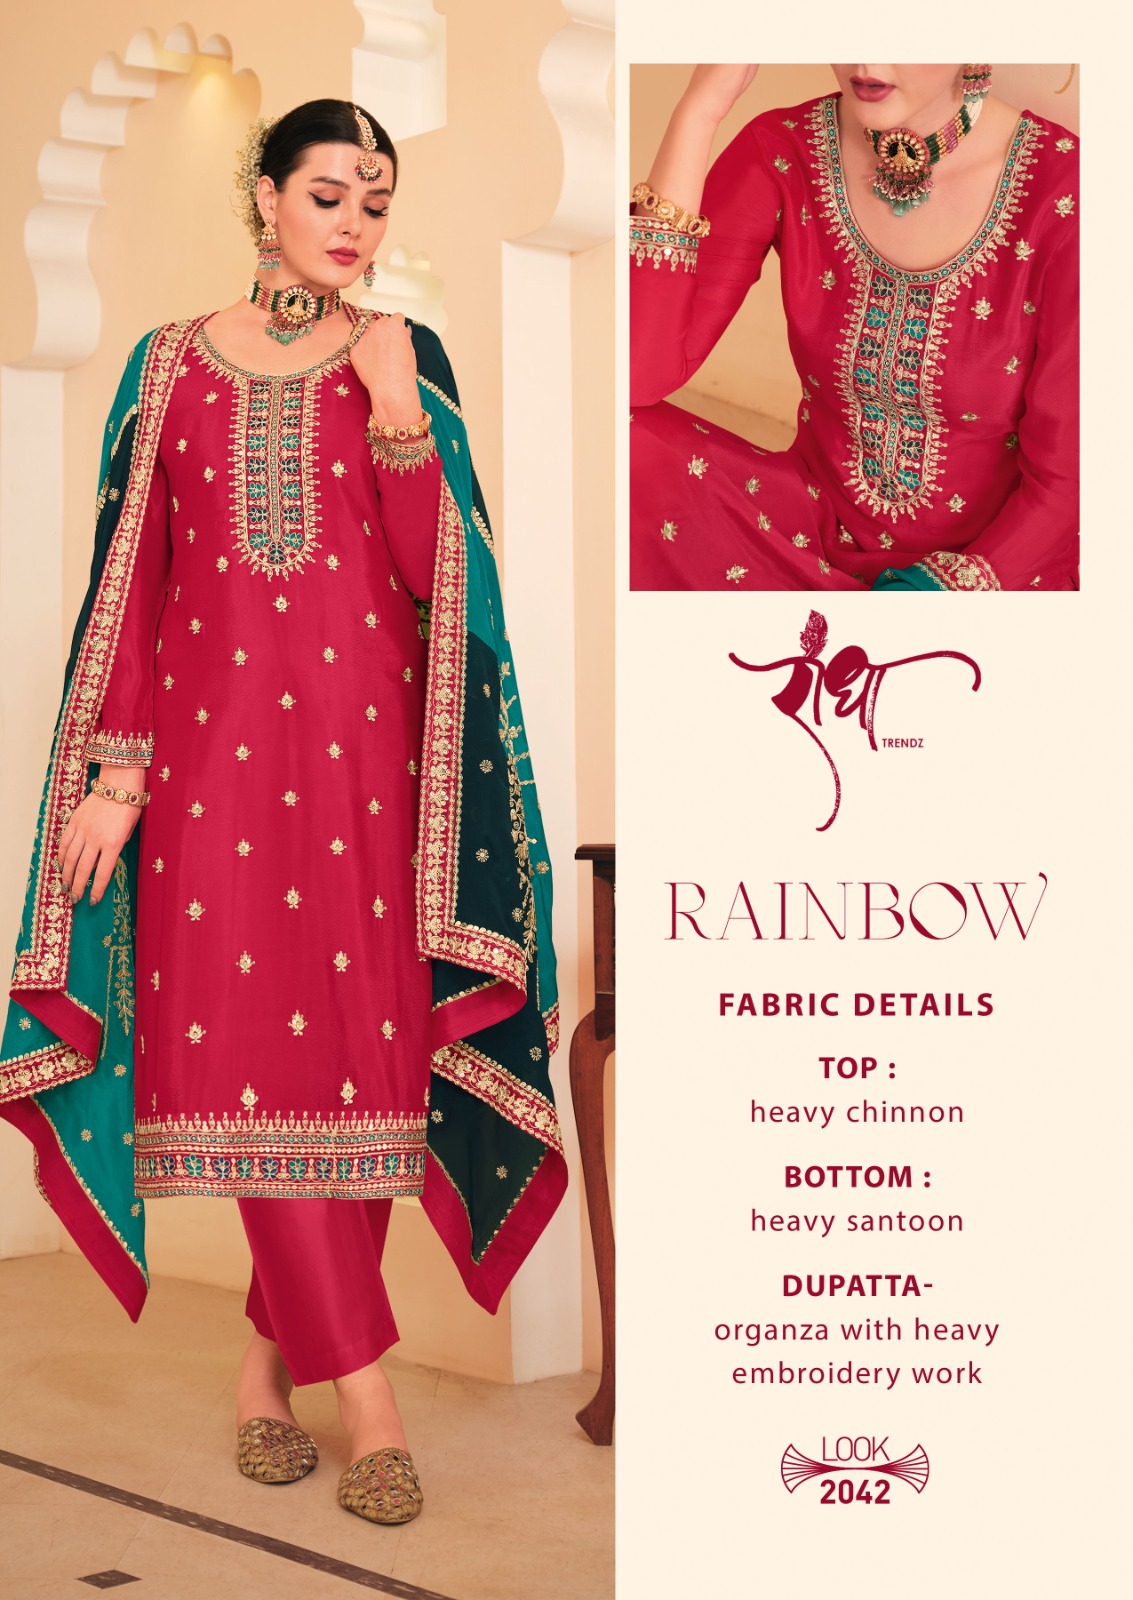 राधा
TRENDZ
RAINBOW
FABRIC DETAILS
TOP :
heavy chinnon
BOTTOM :
heavy santoon
DUPATTA-
organza with heavy
embroidery work
LOOK
2042